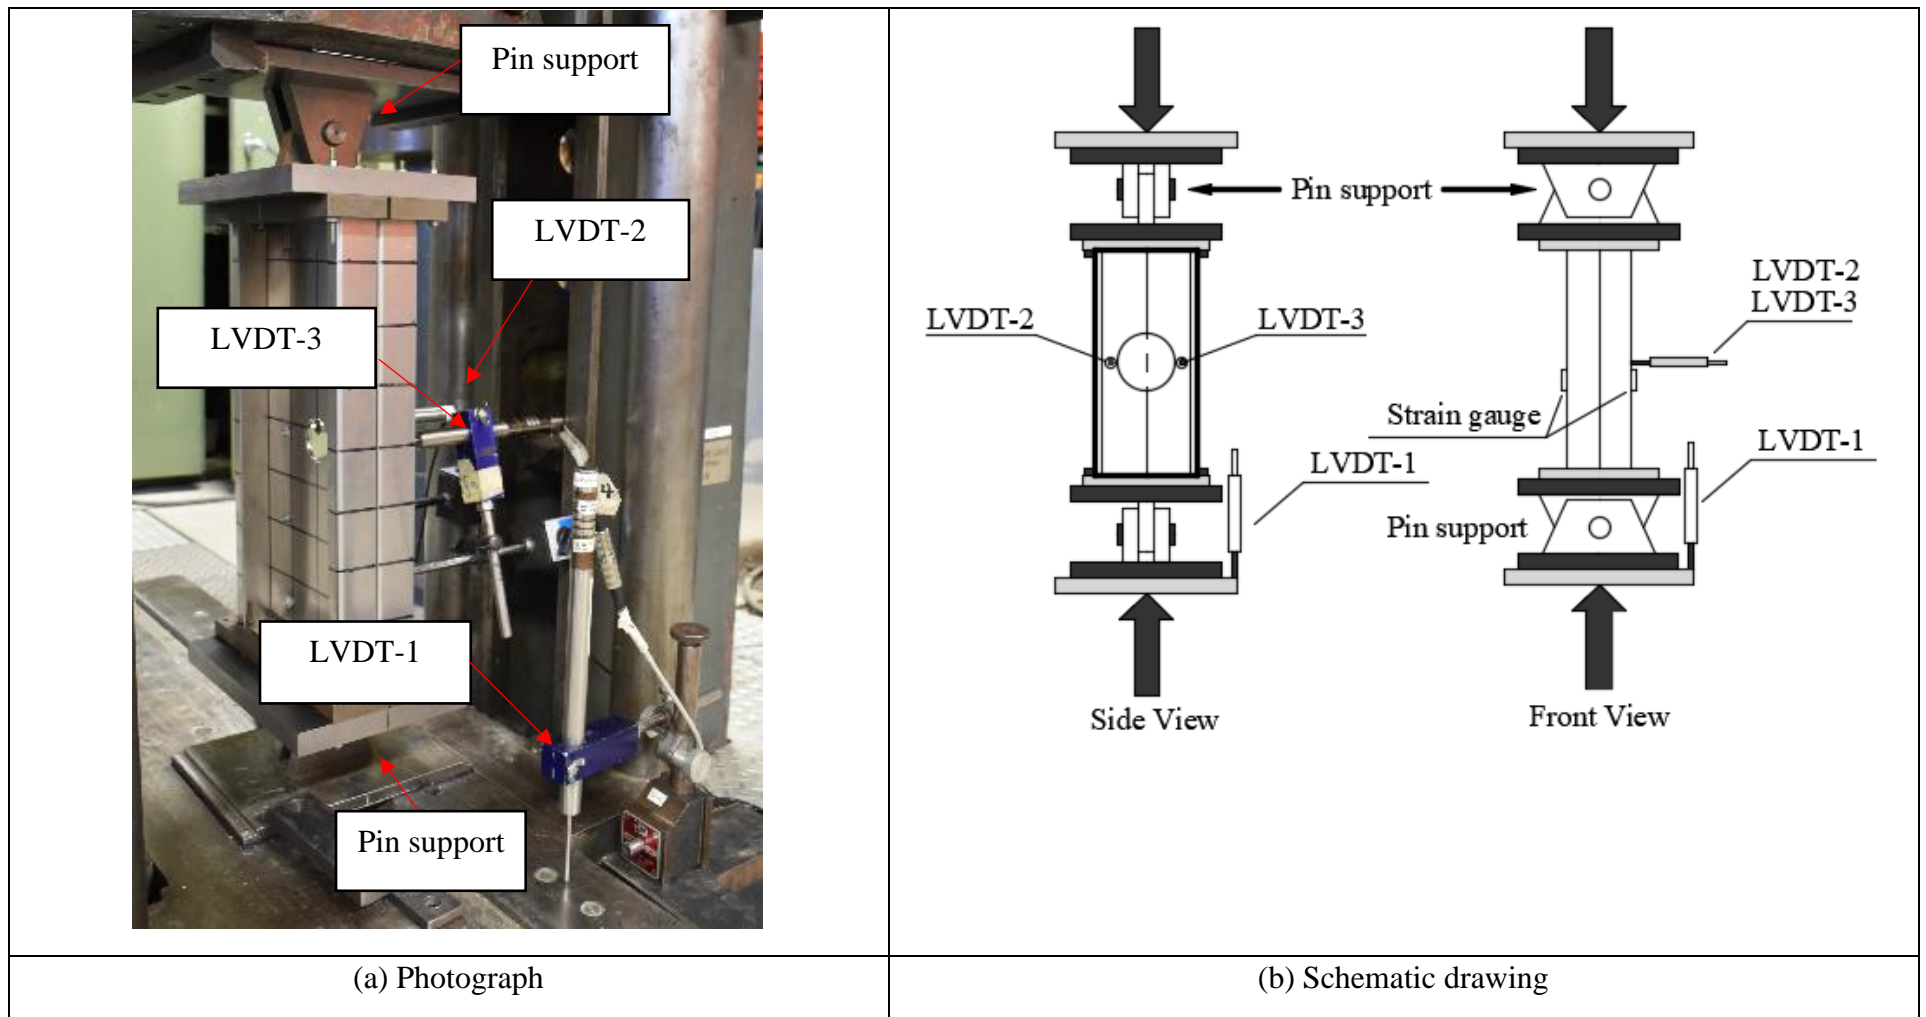 Pin support
LVDT-2
LVDT-3
LVDT-1
Pin support
(a) Photograph
Pin support
LVDT-2
LVDT-3
LVDT-2
LVDT-3
Strain gauge
LVDT-1
LVDT-1
Pin support
Side View
Front View
(b) Schematic drawing